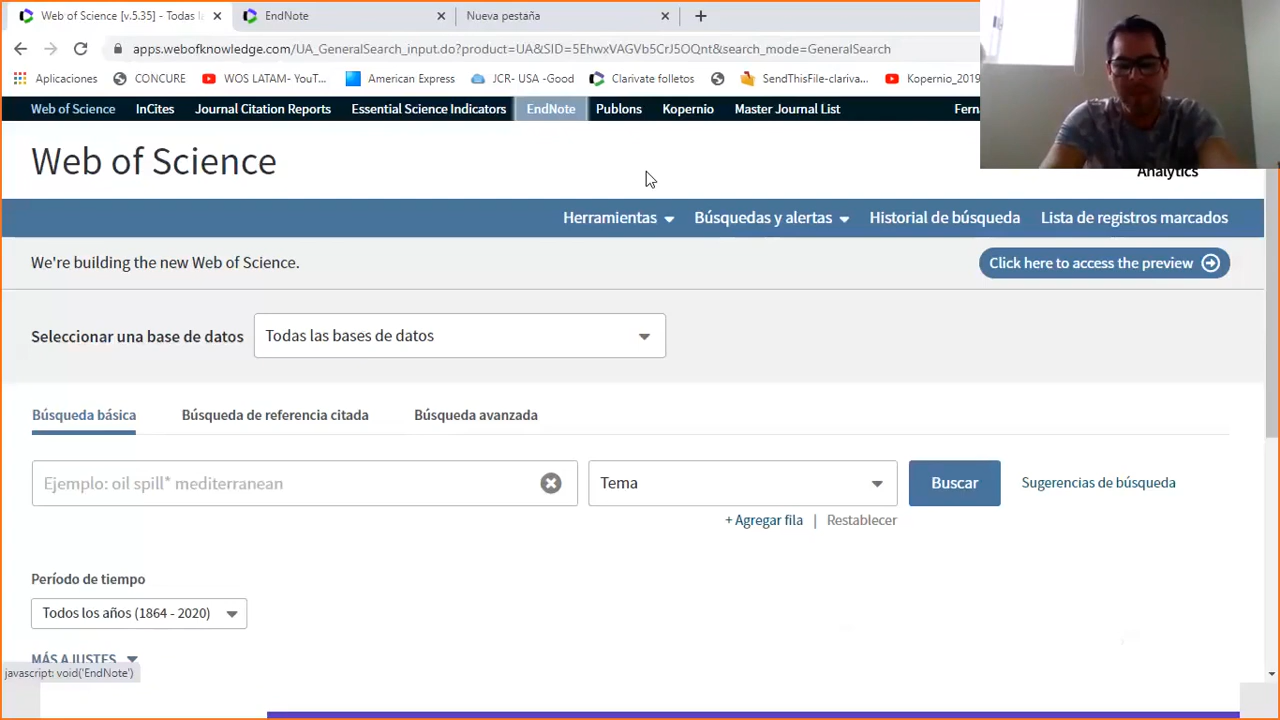 Web of Science [v.5.35] - Todas l
EndNote
Nueva pestaña
apps.webofknowledge.com/UA_GeneralSearch_input.do?product=UA&SID=5EhwxVAGVb5CrJ5OQnt&search_mode=GeneralSearch
Aplicaciones CONCURE WOS LATAM- YouT... American Express JCR- USA -Good Clarivate folletos SendThisFile-clariva... Kopernio_2019
Web of Science InCites Journal Citation Reports Essential Science Indicators EndNote Publons Kopernio Master Journal List Fern
Web of Science
Analytics
Herramientas Búsquedas y alertas Historial de búsqueda Lista de registros marcados
We're building the new Web of Science. Click here to access the preview
Seleccionar una base de datos Todas las bases de datos
Búsqueda básica Búsqueda de referencia citada Búsqueda avanzada
Ejemplo: oil spill* mediterranean Tema Buscar Sugerencias de búsqueda
+ Agregar fila | Restablecer
Período de tiempo
Todos los años (1864 - 2020)
MÁS AJUSTES
javascript: void('EndNote')